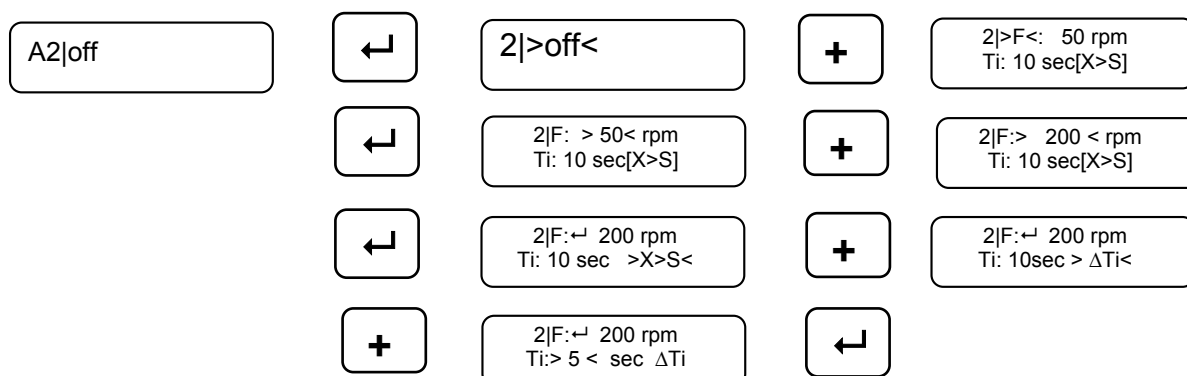 A2|off
↵
2|>off<
+
2|>F<: 50 rpm
Ti: 10 sec[X>S]
↵
2|F: > 50< rpm
Ti: 10 sec[X>S]
+
2|F:> 200 < rpm
Ti: 10 sec[X>S]
↵
2|F:↵ 200 rpm
Ti: 10 sec >X>S<
+
2|F:↵ 200 rpm
Ti: 10sec > ΔTi<
+
2|F:↵ 200 rpm
Ti:> 5 < sec ΔTi
↵